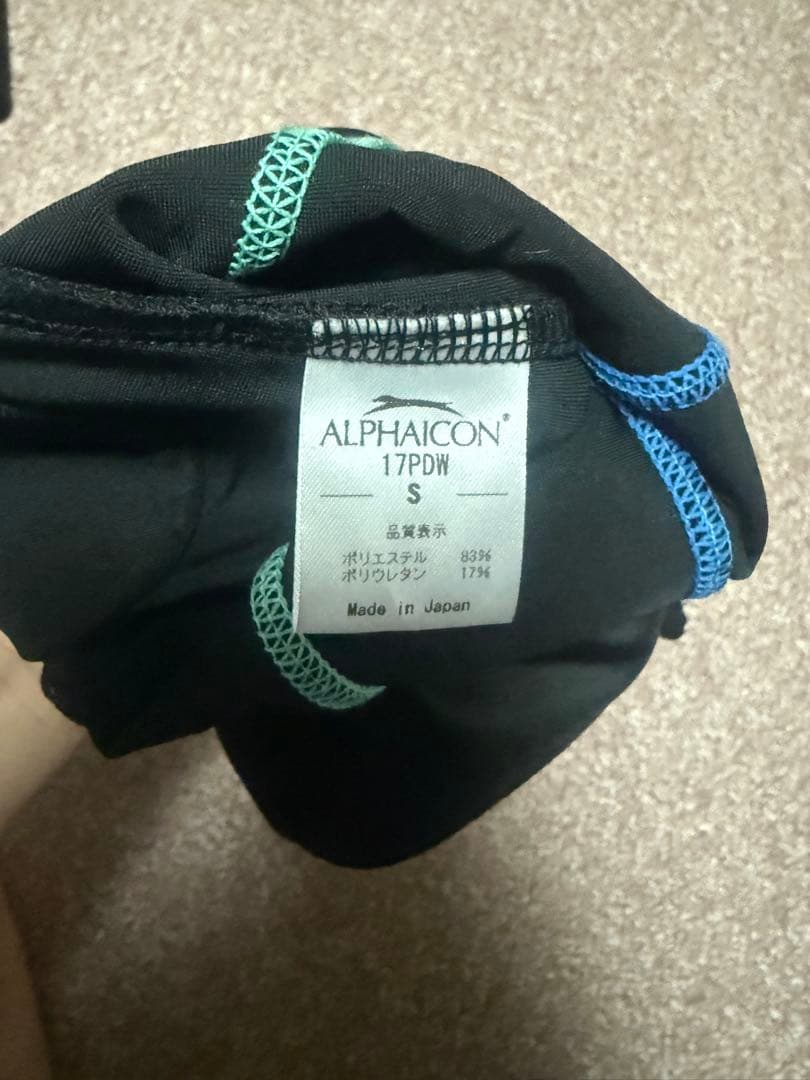 ALPHAICON®
17PDW
S
品質表示
ポリエステル 83%
ポリウレタン 17%
Made in Japan